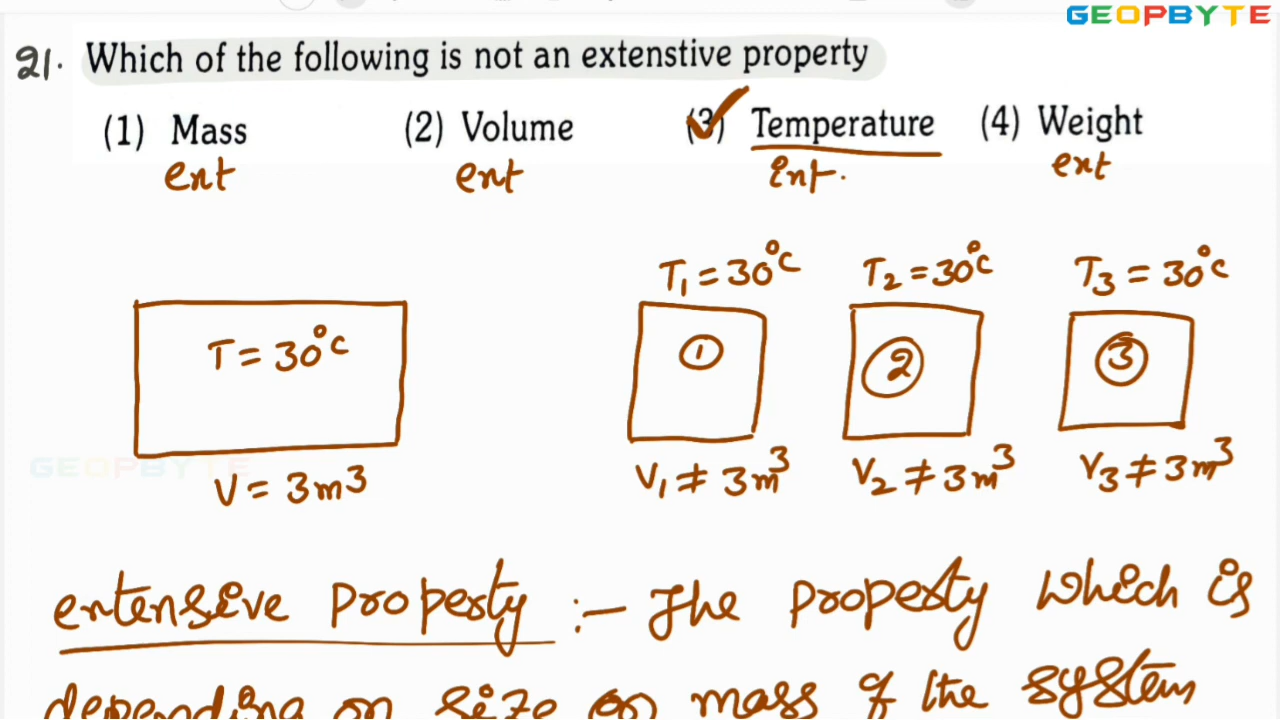 GEOPBYTE
21. Which of the following is not an extenstive property
(1) Mass (2) Volume (3) Temperature (4) Weight
ext ext int. ext
T₁ = 30°C T₂ = 30°C T₃ = 30°C
T = 30°C
1 2 3
GEOPBYTE
V = 3m³
V₁ ≠ 3m³ V₂ ≠ 3m³ V₃ ≠ 3m³
extensive property :- The property which is
depending on size or mass of the system